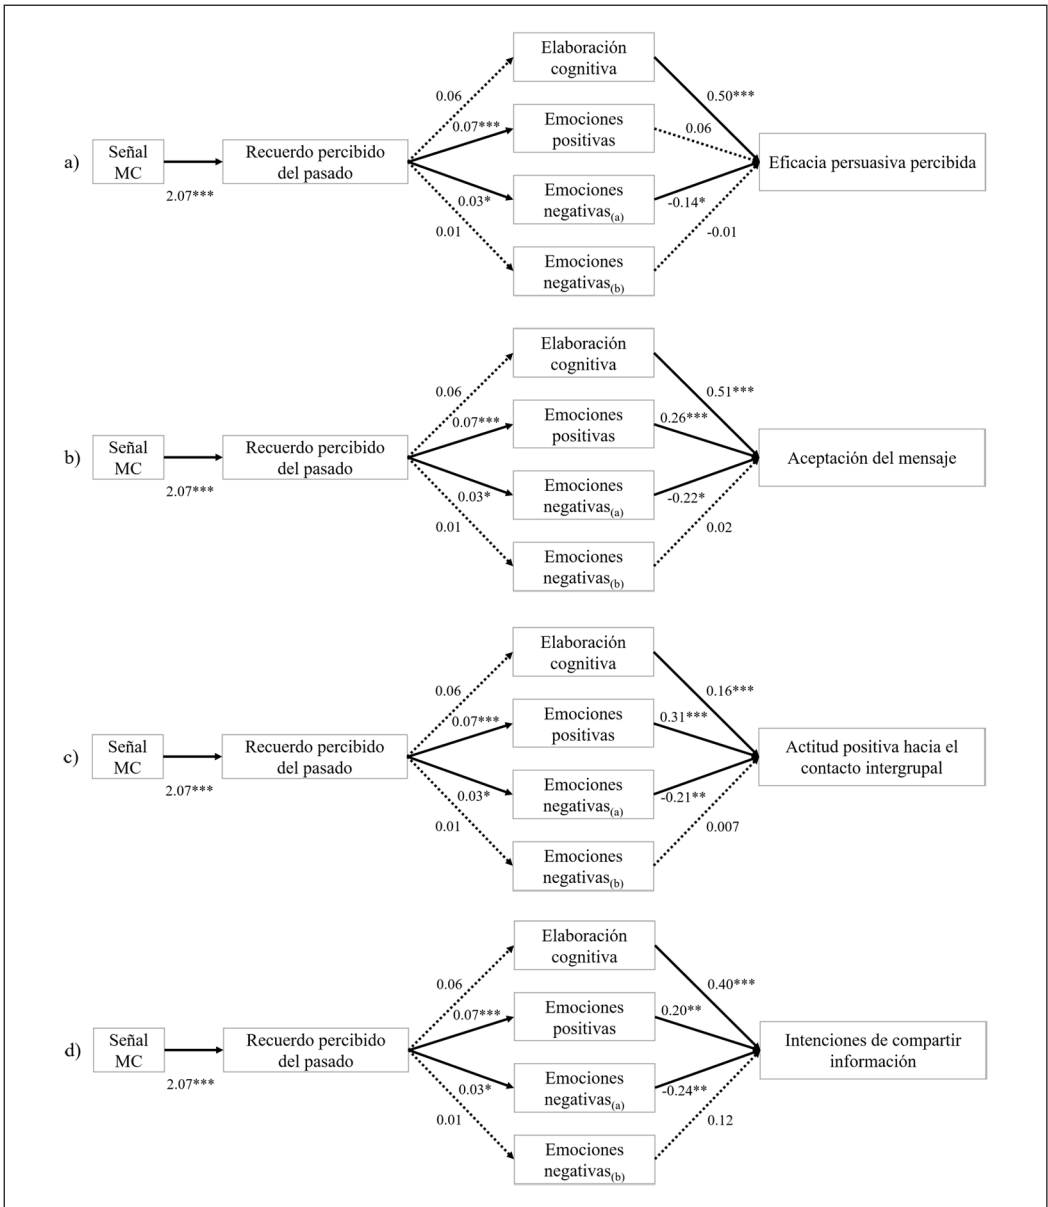 Elaboración
cognitiva
0.06
0.50***
Emociones
positivas
0.07***
0.06
a)
Señal
MC
Recuerdo percibido
del pasado
Eficacia persuasiva percibida
2.07***
Emociones
negativas(a)
0.03*
-0.14*
0.01
-0.01
Emociones
negativas(b)
Elaboración
cognitiva
0.06
0.51***
Emociones
positivas
0.07***
0.26***
b)
Señal
MC
Recuerdo percibido
del pasado
Aceptación del mensaje
2.07***
Emociones
negativas(a)
0.03*
-0.22*
0.01
0.02
Emociones
negativas(b)
Elaboración
cognitiva
0.06
0.16***
Emociones
positivas
0.07***
0.31***
c)
Señal
MC
Recuerdo percibido
del pasado
Actitud positiva hacia el
contacto intergrupal
2.07***
Emociones
negativas(a)
0.03*
-0.21**
0.01
0.007
Emociones
negativas(b)
Elaboración
cognitiva
0.06
0.40***
Emociones
positivas
0.07***
0.20**
d)
Señal
MC
Recuerdo percibido
del pasado
Intenciones de compartir
información
2.07***
Emociones
negativas(a)
0.03*
-0.24**
0.01
0.12
Emociones
negativas(b)